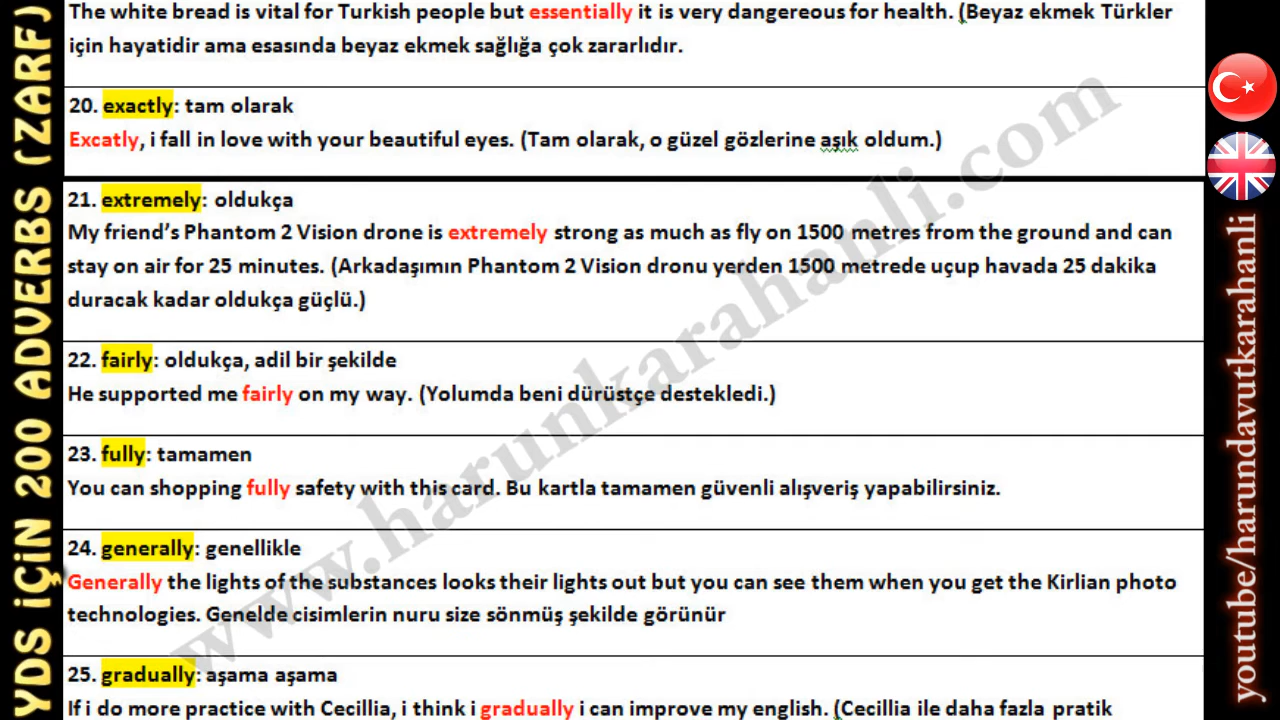 YDS İÇİN 200 ADVERBS (ZARF)
The white bread is vital for Turkish people but essentially it is very dangereous for health. (Beyaz ekmek Türkler
için hayatidir ama esasında beyaz ekmek sağlığa çok zararlıdır.
20. exactly: tam olarak
Excatly, i fall in love with your beautiful eyes. (Tam olarak, o güzel gözlerine aşık oldum.)
21. extremely: oldukça
My friend’s Phantom 2 Vision drone is extremely strong as much as fly on 1500 metres from the ground and can
stay on air for 25 minutes. (Arkadaşımın Phantom 2 Vision dronu yerden 1500 metrede uçup havada 25 dakika
duracak kadar oldukça güçlü.)
22. fairly: oldukça, adil bir şekilde
He supported me fairly on my way. (Yolumda beni dürüstçe destekledi.)
23. fully: tamamen
You can shopping fully safety with this card. Bu kartla tamamen güvenli alışveriş yapabilirsiniz.
24. generally: genellikle
Generally the lights of the substances looks their lights out but you can see them when you get the Kirlian photo
technologies. Genelde cisimlerin nuru size sönmüş şekilde görünür
25. gradually: aşama aşama
If i do more practice with Cecillia, i think i gradually i can improve my english. (Cecillia ile daha fazla pratik
www.harunkarahanli.com
youtube/harundavutkarahanli